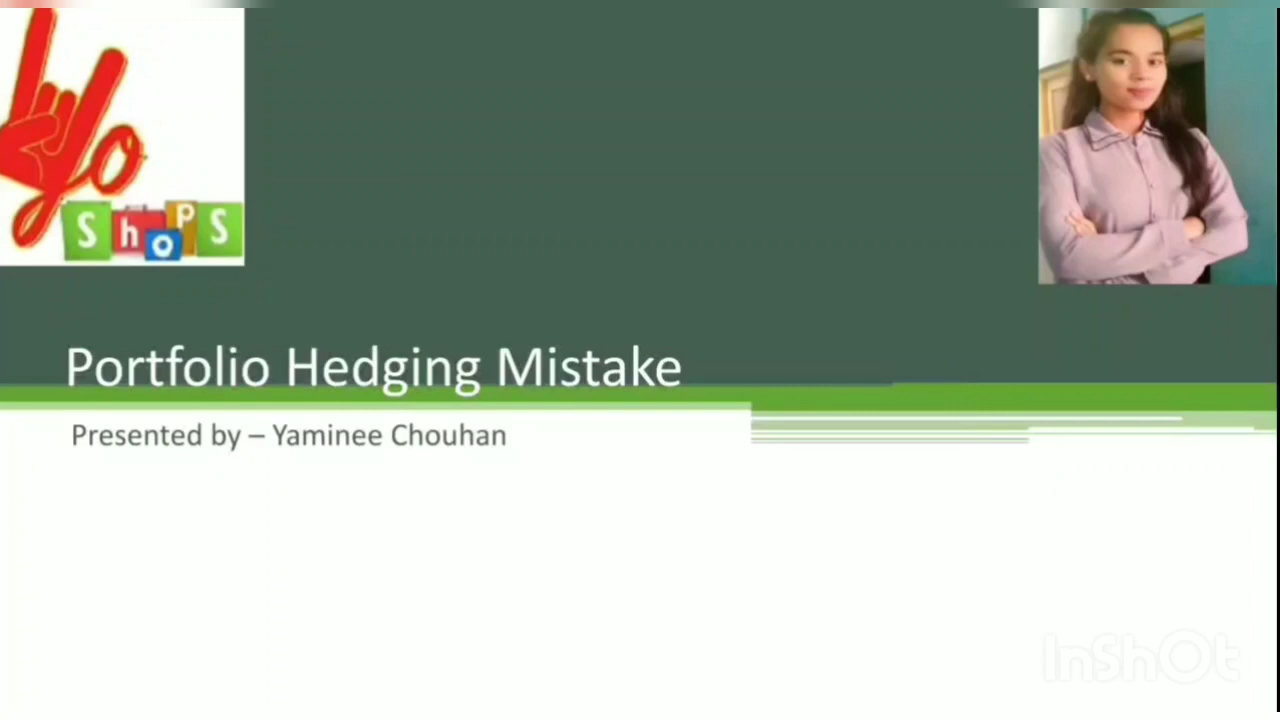 yo
ShopS
Portfolio Hedging Mistake
Presented by – Yaminee Chouhan
InShOt